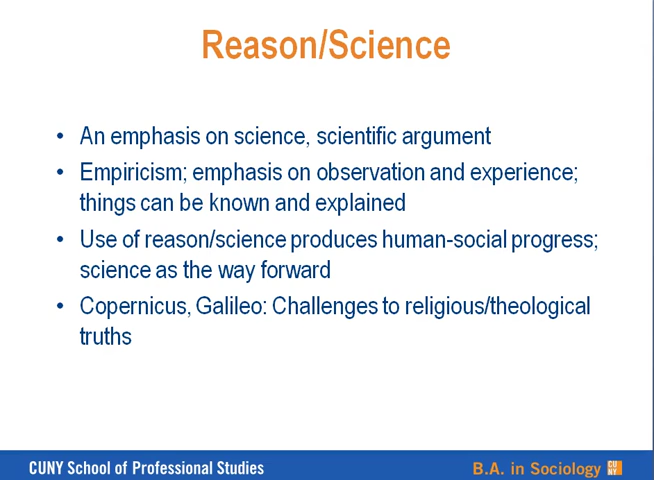 Reason/Science
• An emphasis on science, scientific argument
• Empiricism; emphasis on observation and experience;
things can be known and explained
• Use of reason/science produces human-social progress;
science as the way forward
• Copernicus, Galileo: Challenges to religious/theological
truths
CUNY School of Professional Studies
B.A. in Sociology
CU
NY